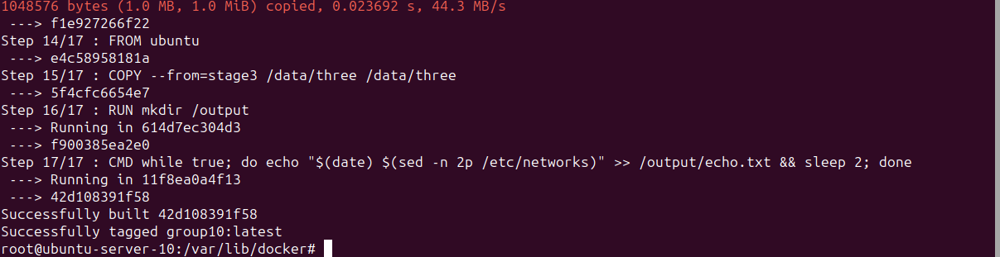 1048576 bytes (1.0 MB, 1.0 MiB) copied, 0.023692 s, 44.3 MB/s
 ---> f1e927266f22
Step 14/17 : FROM ubuntu
 ---> e4c58958181a
Step 15/17 : COPY --from=stage3 /data/three /data/three
 ---> 5f4cfc6654e7
Step 16/17 : RUN mkdir /output
 ---> Running in 614d7ec304d3
 ---> f900385ea2e0
Step 17/17 : CMD while true; do echo "$(date) $(sed -n 2p /etc/networks)" >> /output/echo.txt && sleep 2; done
 ---> Running in 11f8ea0a4f13
 ---> 42d108391f58
Successfully built 42d108391f58
Successfully tagged group10:latest
root@ubuntu-server-10:/var/lib/docker#